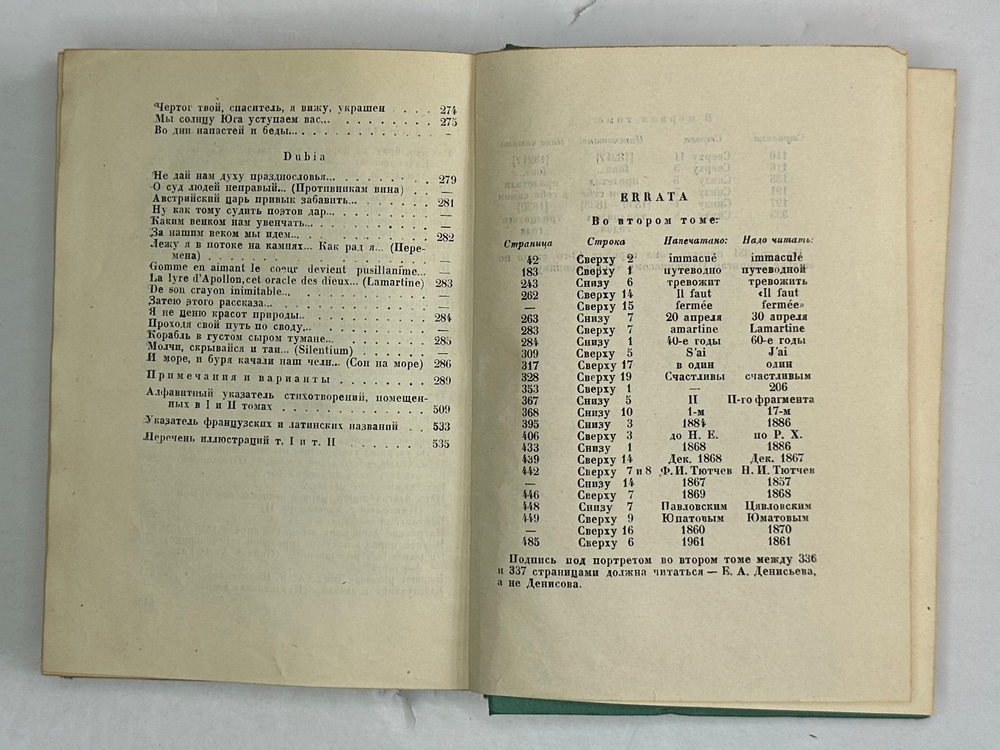 Чертог твой, спаситель, я вижу, украшен . . . . 274
Мы солнцу Юга уступаем вас... . . . . . . . . 275
Во дни напастей и беды... . . . . . . . . . . —
Dubia
Не дай нам духу празднословья... . . . . . . . 279
О суд людей неправый... (Противникам вина) . . —
Австрийский царь привык забавить... . . . . . . 281
Ну как тому судить поэтов дар... . . . . . . . —
Каким венком нам увенчать... . . . . . . . . —
За нашим веком мы идем... . . . . . . . . . 282
Лежу я в потоке на камнях... Как рад я... (Пере-
мена) . . . . . . . . . . . . . . . —
Comme en aimant le cœur devient pusillanime... —
La lyre d'Apollon, cet oracle des dieux... (Lamartine) 283
De son crayon inimitable... . . . . . . . . . —
Затею этого рассказа... . . . . . . . . . . —
Я не ценю красот природы.. . . . . . . . . . 284
Проходя свой путь по своду... . . . . . . . . —
Корабль в густом сыром тумане... . . . . . . . 285
Молчи, скрывайся и таи... (Silentium) . . . . . —
И море, и буря качали наш челн... (Сон на море) 286
Примечания и варианты . . . . . . . 289
Алфавитный указатель стихотворений, помещен-
ных в I и II томах . . . . . . . . . . . 509
Указатель французских и латинских названий . . 533
Перечень иллюстраций т. I и т. II . . . . . . . 535
ERRATA
Во втором томе:
Страница Строка Напечатано: Надо читать:
42 Сверху 2 immacué immaculé
183 Сверху 1 путеводно путеводной
243 Снизу 6 тревожит тревожить
262 Сверху 14 Il faut «Il faut
— Сверху 15 fermée fermée»
263 Снизу 7 20 апреля 30 апреля
283 Сверху 7 amartine Lamartine
284 Снизу 1 40-е годы 60-е годы
309 Сверху 5 S'ai J'ai
317 Сверху 17 в один один
328 Сверху 19 Счастливы счастливым
353 Сверху 1 — 206
367 Снизу 5 II II-го фрагмента
368 Снизу 10 1-м 17-м
395 Снизу 3 1884 1886
406 Сверху 3 до Н. Е. по Р. Х.
433 Снизу 1 1868 1886
439 Сверху 14 Дек. 1868 Дек. 1867
442 Сверху 7 и 8 Ф. И. Тютчев Н. И. Тютчев
— Снизу 14 1867 1857
446 Сверху 7 1869 1868
448 Снизу 7 Павловским Цявловским
449 Сверху 9 Юпатовым Юматовым
— Сверху 16 1860 1870
485 Сверху 6 1961 1861
Подпись под портретом во втором томе между 336
и 337 страницами должна читаться — Е. А. Денисьева,
а не Денисова.